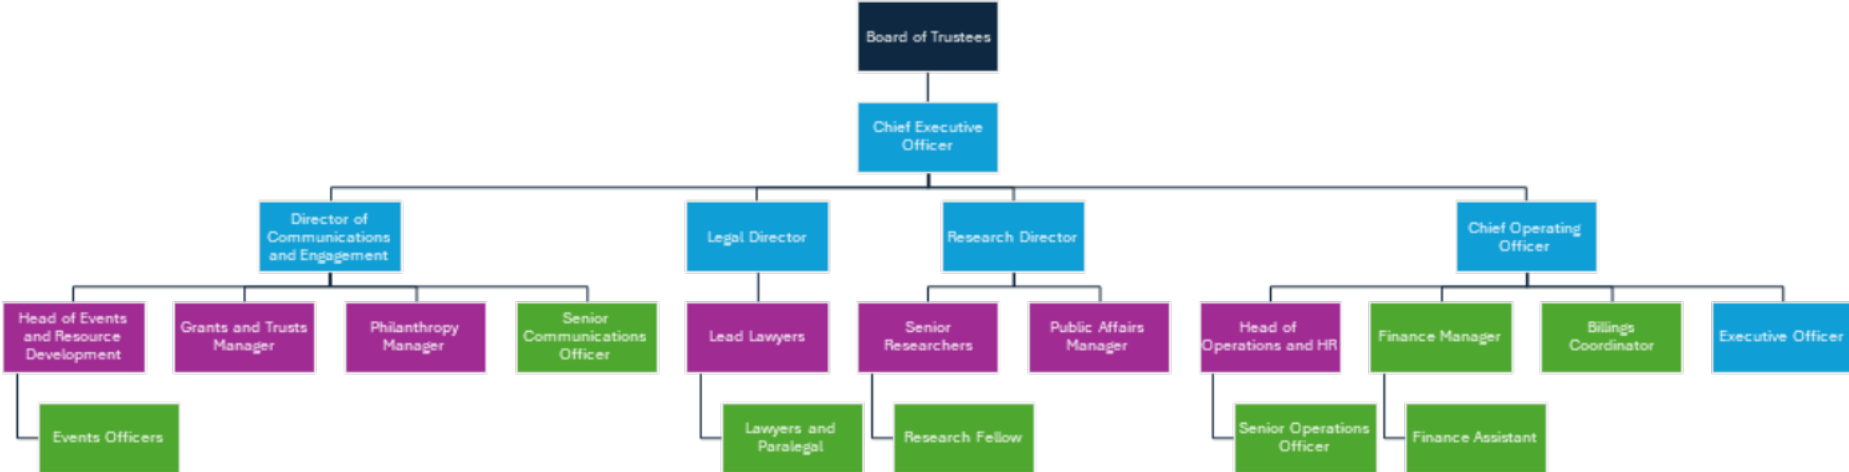 Board of Trustees
Chief Executive
Officer
Director of
Communications
and Engagement
Legal Director
Research Director
Chief Operating
Officer
Head of Events
and Resource
Development
Grants and Trusts
Manager
Philanthropy
Manager
Senior
Communications
Officer
Lead Lawyers
Senior
Researchers
Public Affairs
Manager
Head of
Operations and HR
Finance Manager
Billings
Coordinator
Executive Officer
Events Officers
Lawyers and
Paralegal
Research Fellow
Senior Operations
Officer
Finance Assistant